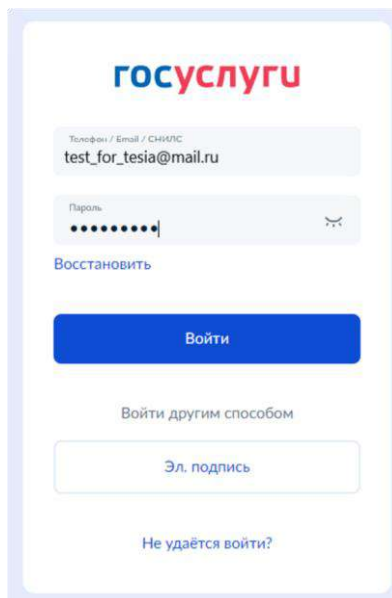 госуслуги
Телефон / Email / СНИЛС
test_for_tesia@mail.ru
Пароль
•••••••••
Восстановить
Войти
Войти другим способом
Эл. подпись
Не удаётся войти?